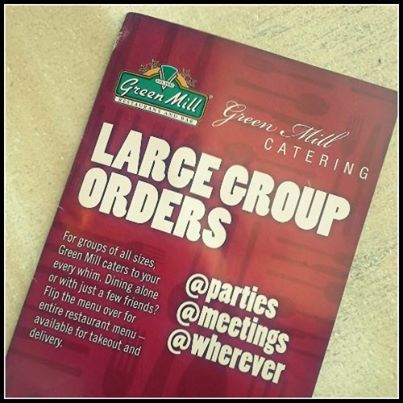 Green Mill
RESTAURANT AND BAR
Green Mill
CATERING
LARGE GROUP
ORDERS
For groups of all sizes,
Green Mill caters to your
every whim. Dining alone
or with just a few friends?
Flip the menu over for
entire restaurant menu –
available for takeout and
delivery.
@parties
@meetings
@wherever